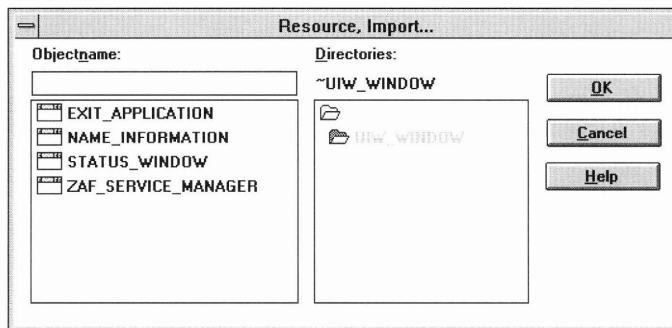 Resource, Import...
Objectname:
Directories:
~UIW_WINDOW
OK
EXIT_APPLICATION
NAME_INFORMATION
UIW_WINDOW
Cancel
STATUS_WINDOW
ZAF_SERVICE_MANAGER
Help